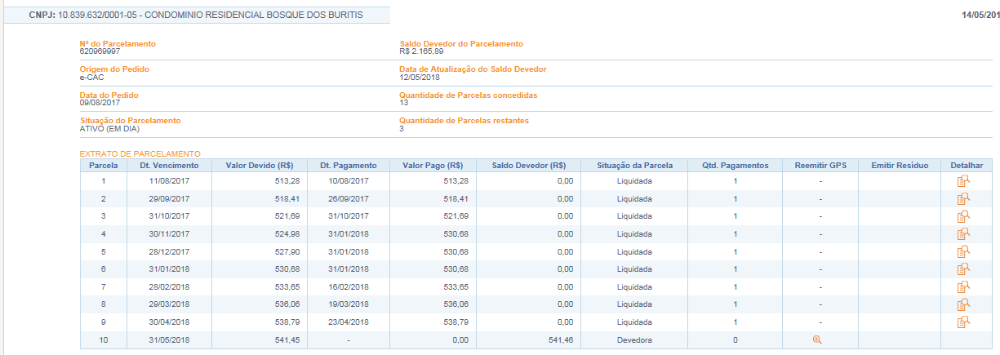 CNPJ: 10.839.632/0001-05 - CONDOMINIO RESIDENCIAL BOSQUE DOS BURITIS 14/05/201
Nº do Parcelamento Saldo Devedor do Parcelamento
620969997 R$ 2.165,89
Origem do Pedido Data de Atualização do Saldo Devedor
e-CAC 12/05/2018
Data do Pedido Quantidade de Parcelas concedidas
09/08/2017 13
Situação do Parcelamento Quantidade de Parcelas restantes
ATIVO (EM DIA) 3
EXTRATO DE PARCELAMENTO
Parcela Dt. Vencimento Valor Devido (R$) Dt. Pagamento Valor Pago (R$) Saldo Devedor (R$) Situação da Parcela Qtd. Pagamentos Reemitir GPS Emitir Resíduo Detalhar
1 11/08/2017 513,28 10/08/2017 513,28 0,00 Liquidada 1 -
2 29/09/2017 518,41 26/09/2017 518,41 0,00 Liquidada 1 -
3 31/10/2017 521,69 31/10/2017 521,69 0,00 Liquidada 1 -
4 30/11/2017 524,98 31/01/2018 530,68 0,00 Liquidada 1 -
5 28/12/2017 527,90 31/01/2018 530,68 0,00 Liquidada 1 -
6 31/01/2018 530,68 31/01/2018 530,68 0,00 Liquidada 1 -
7 28/02/2018 533,65 16/02/2018 533,65 0,00 Liquidada 1 -
8 29/03/2018 536,06 19/03/2018 536,06 0,00 Liquidada 1 -
9 30/04/2018 538,79 23/04/2018 538,79 0,00 Liquidada 1 -
10 31/05/2018 541,45 - 0,00 541,46 Devedora 0